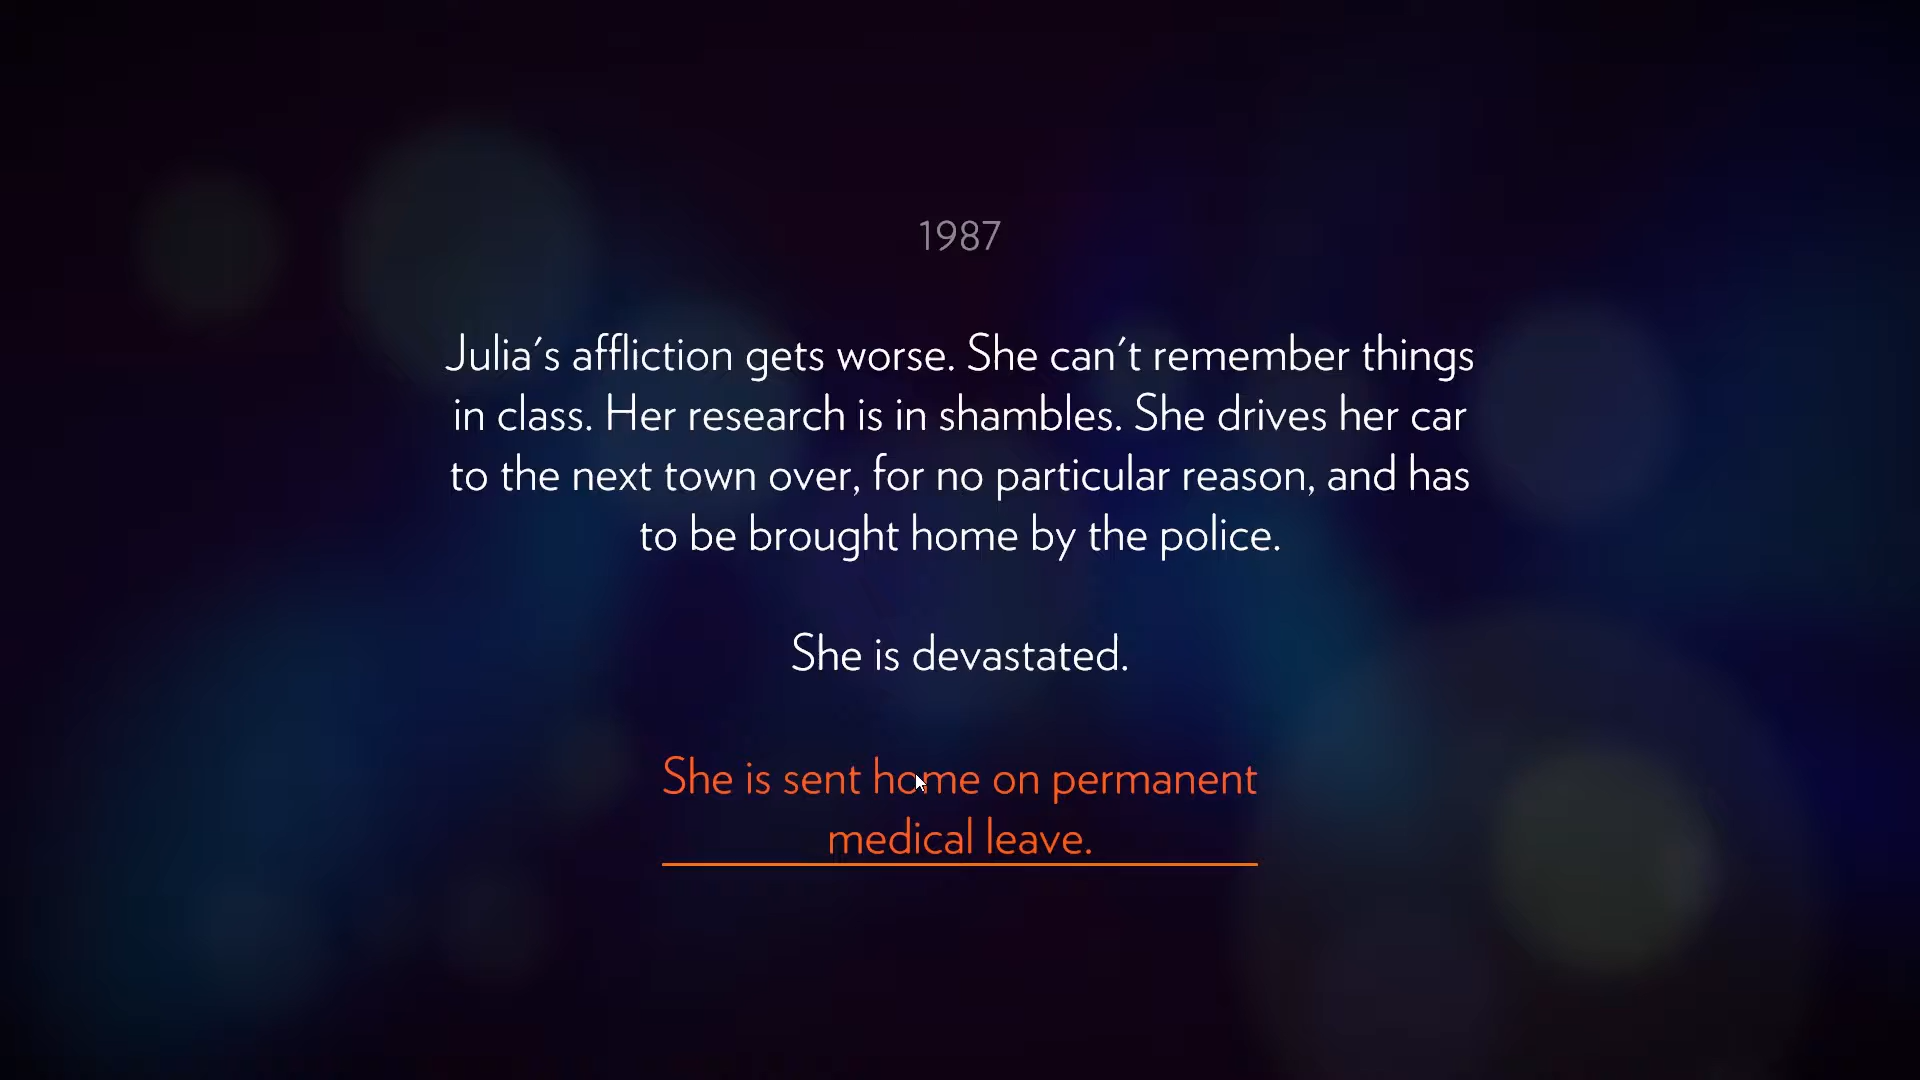 1987
Julia's affliction gets worse. She can't remember things
in class. Her research is in shambles. She drives her car
to the next town over, for no particular reason, and has
to be brought home by the police.
She is devastated.
She is sent home on permanent
medical leave.